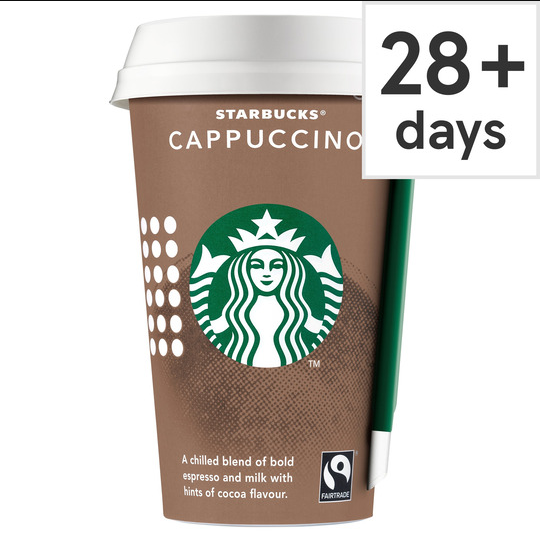 28+
days
STARBUCKS®
CAPPUCCINO
TM
A chilled blend of bold
espresso and milk with
hints of cocoa flavour.
FAIRTRADE